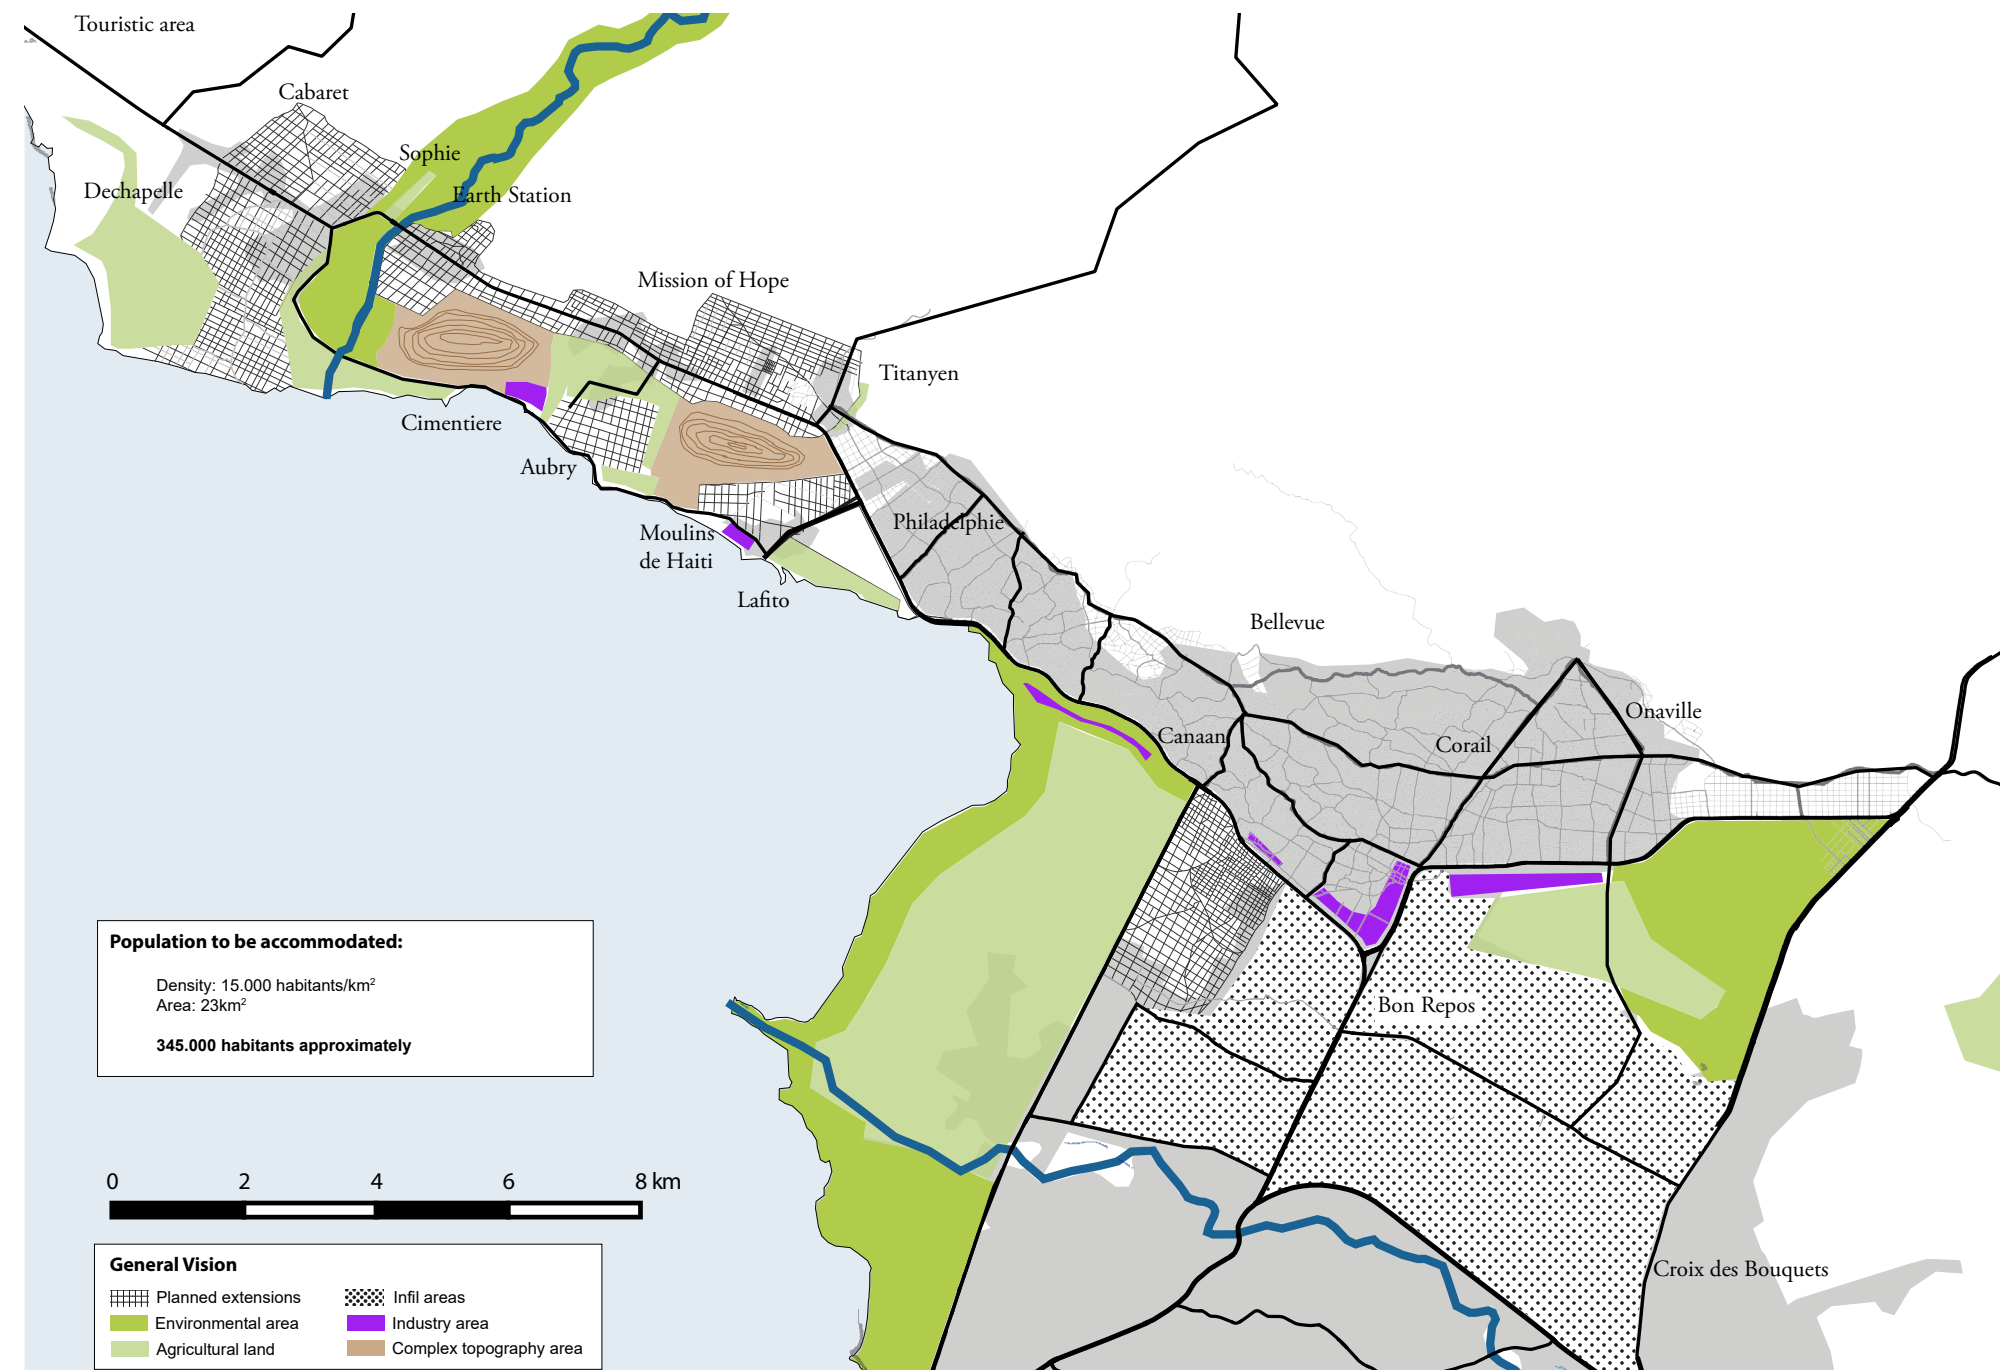 Touristic area
Cabaret
Sophie
Dechapelle
Earth Station
Mission of Hope
Titanyen
Cimentiere
Aubry
Philadelphie
Moulins
de Haiti
Lafito
Bellevue
Onaville
Canaan
Corail
Bon Repos
Croix des Bouquets
Population to be accommodated:
Density: 15.000 habitants/km²
Area: 23km²
345.000 habitants approximately
0 2 4 6 8 km
General Vision
Planned extensions
Infil areas
Environmental area
Industry area
Agricultural land
Complex topography area